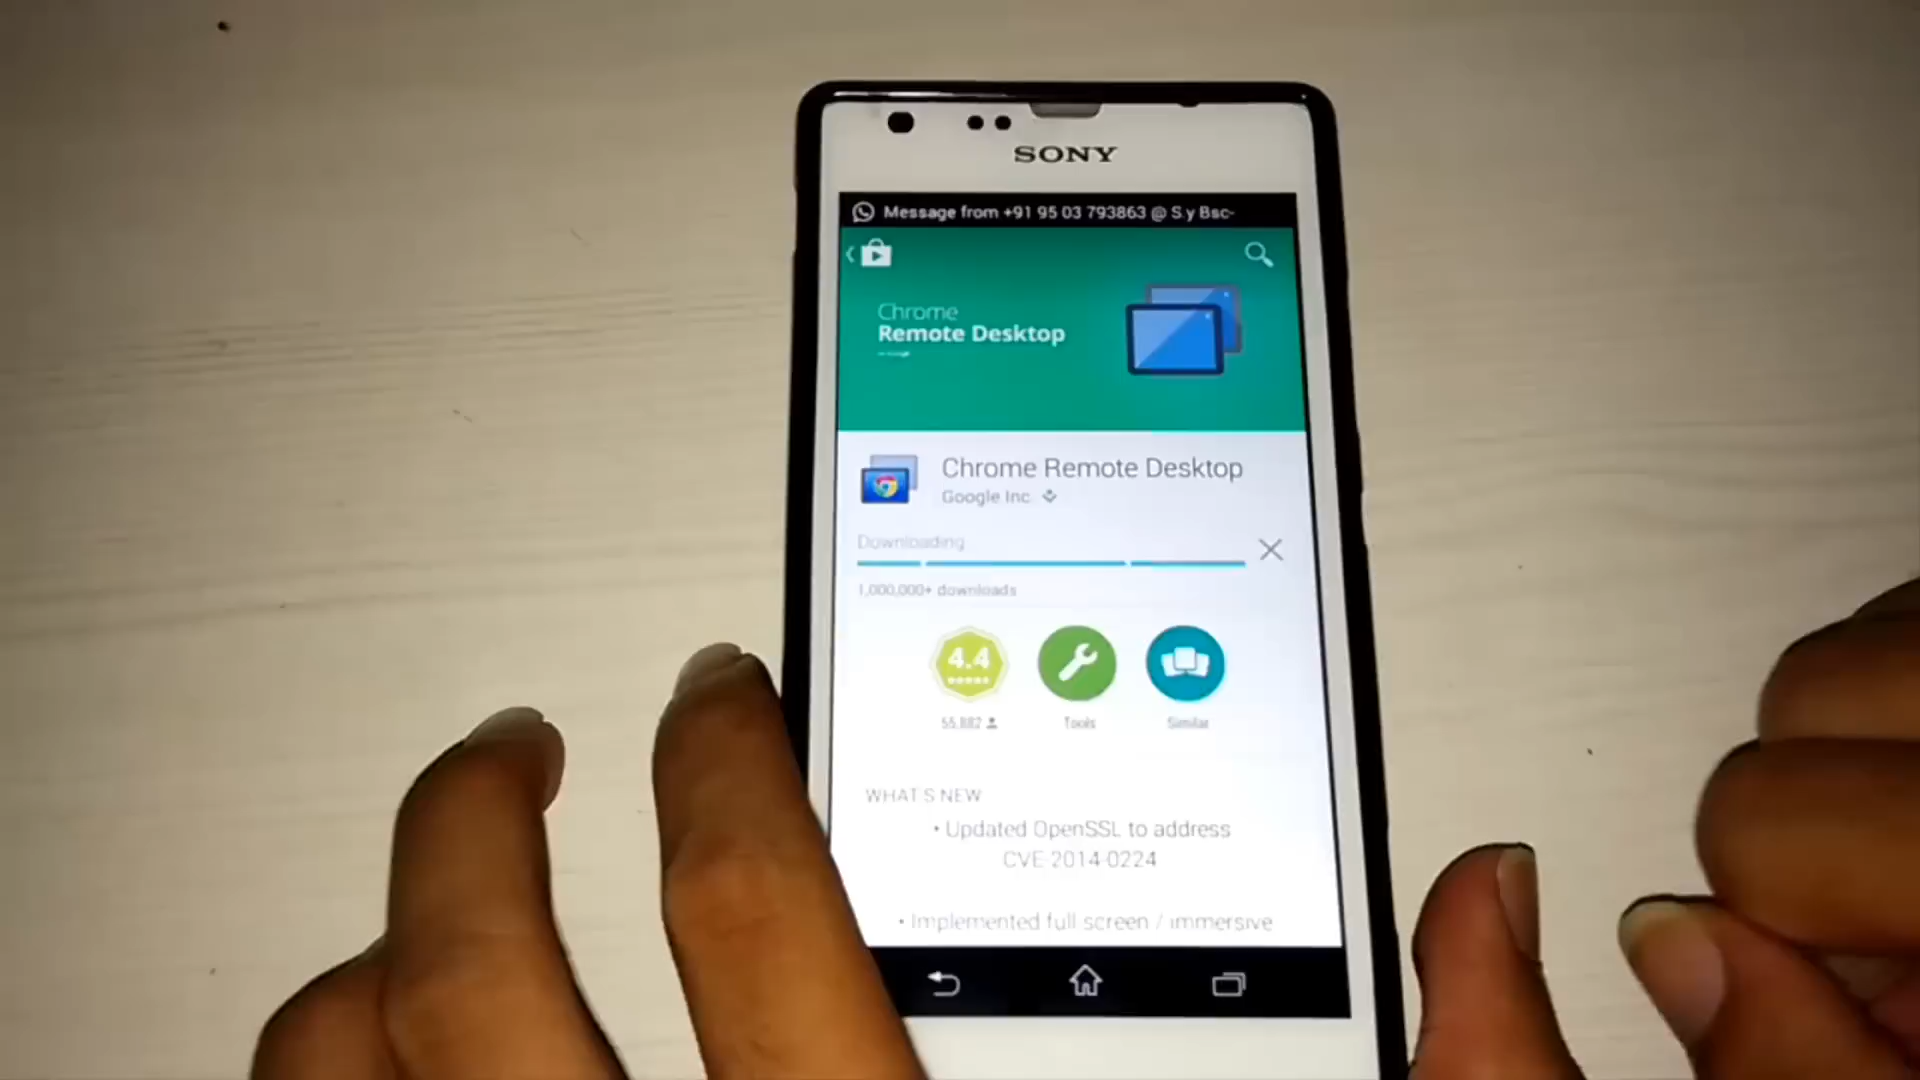 SONY
Message from +91 95 03 793863 @ S.y Bsc-
Chrome
Remote Desktop
Chrome Remote Desktop
Google Inc.
Downloading
1,000,000+ downloads
4.4
55,882
Tools
Similar
WHAT'S NEW
• Updated OpenSSL to address
CVE-2014-0224
• Implemented full screen / immersive